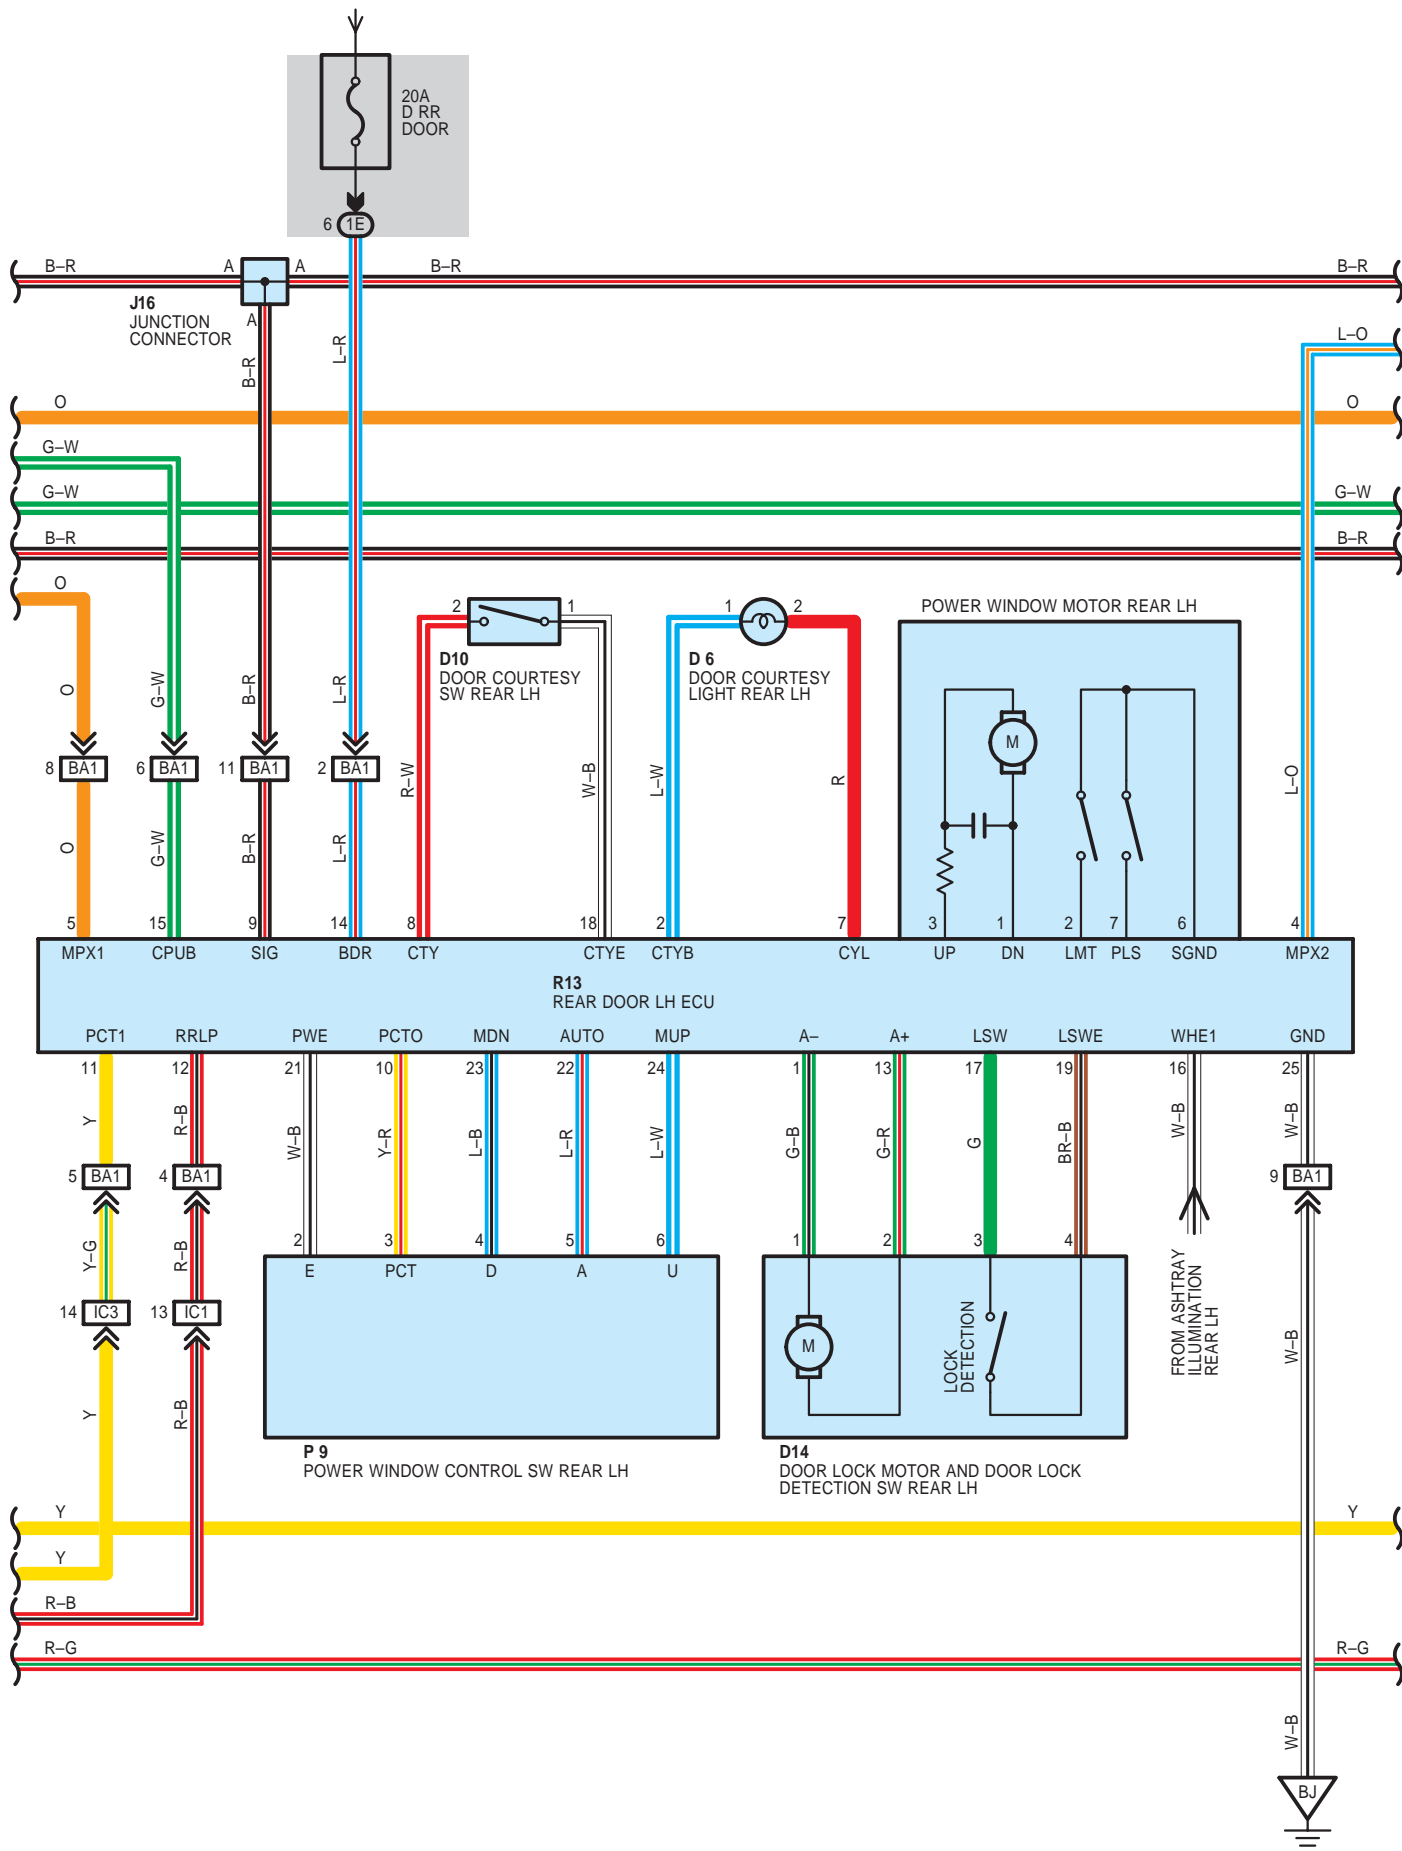 20A
D RR
DOOR
6 1E
B–R A A B–R B–R
J16
JUNCTION
CONNECTOR
A
B–R
L–R
L–O
O O
G–W
G–W G–W
B–R B–R
O
2 1
D10
DOOR COURTESY
SW REAR LH
1 2
D 6
DOOR COURTESY
LIGHT REAR LH
POWER WINDOW MOTOR REAR LH
M
O G–W B–R L–R
8 BA1 6 BA1 11 BA1 2 BA1
R–W W–B L–W R L–O
O G–W B–R L–R
5 15 9 14 8 18 2 7 3 1 2 7 6 4
MPX1 CPUB SIG BDR CTY CTYE CTYB CYL UP DN LMT PLS SGND MPX2
R13
REAR DOOR LH ECU
PCT1 RRLP PWE PCTO MDN AUTO MUP A– A+ LSW LSWE WHE1 GND
11 12 21 10 23 22 24 1 13 17 19 16 25
Y R–B W–B Y–R L–B L–R L–W G–B G–R G BR–B W–B W–B
5 BA1 4 BA1 9 BA1
Y–G R–B
2 3 4 5 6 1 2 3 4
E PCT D A U
14 IC3 13 IC1
M
LOCK
DETECTION
FROM ASHTRAY
ILLUMINATION
REAR LH
W–B
Y R–B
P 9
POWER WINDOW CONTROL SW REAR LH
D14
DOOR LOCK MOTOR AND DOOR LOCK
DETECTION SW REAR LH
Y Y
Y
R–B
R–G R–G
W–B
BJ